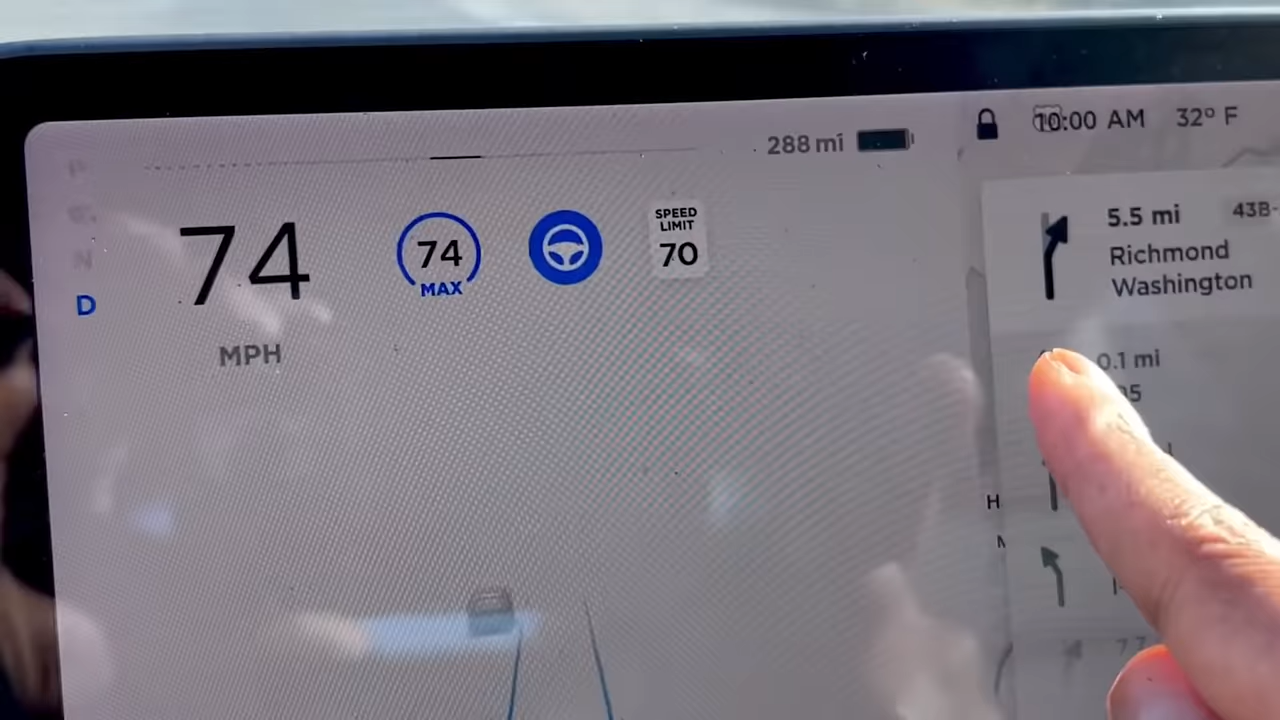 288 mi
10:00 AM
32° F
P
R
N
D
74
MPH
74
MAX
SPEED
LIMIT
70
5.5 mi
43B-
Richmond
Washington
0.1 mi
H